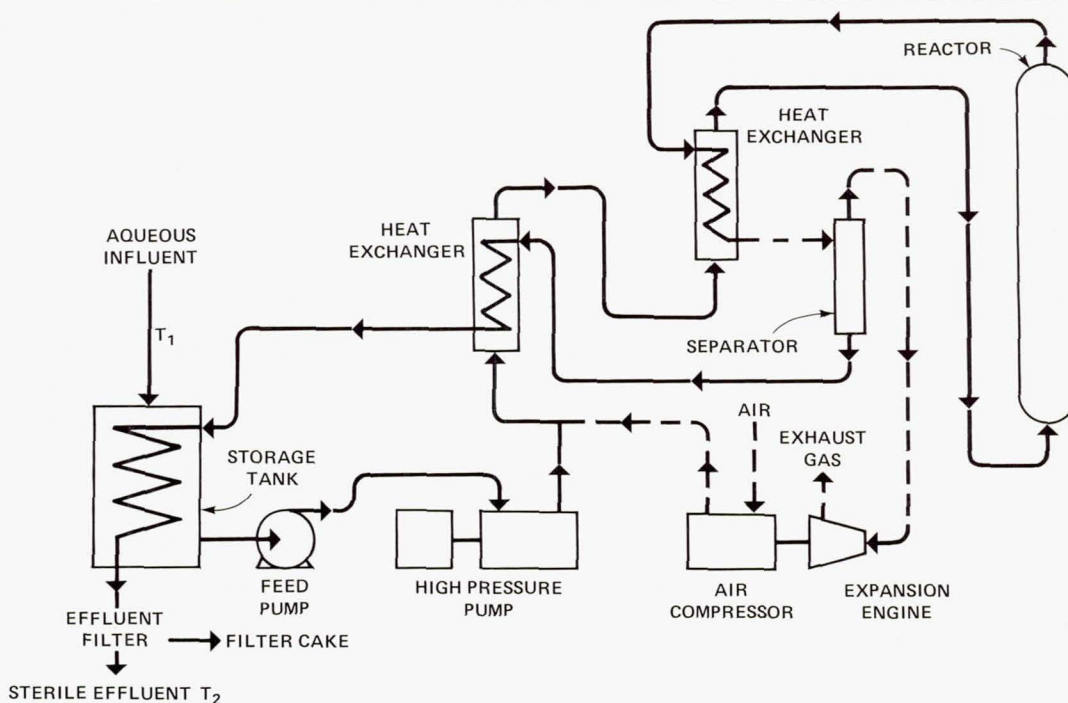 REACTOR
HEAT
EXCHANGER
HEAT
EXCHANGER
AQUEOUS
INFLUENT
T1
SEPARATOR
AIR
EXHAUST
GAS
STORAGE
TANK
FEED
PUMP
HIGH PRESSURE
PUMP
AIR
COMPRESSOR
EXPANSION
ENGINE
EFFLUENT
FILTER
FILTER CAKE
STERILE EFFLUENT T2